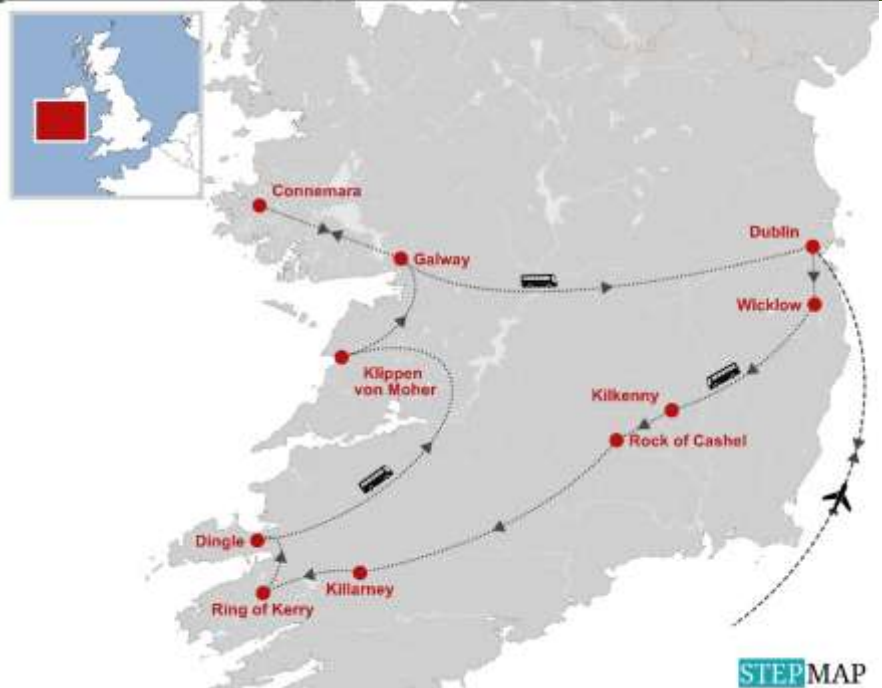 Connemara
Galway
Dublin
Wicklow
Klippen
von Moher
Kilkenny
Rock of Cashel
Dingle
Killarney
Ring of Kerry
STEPMAP